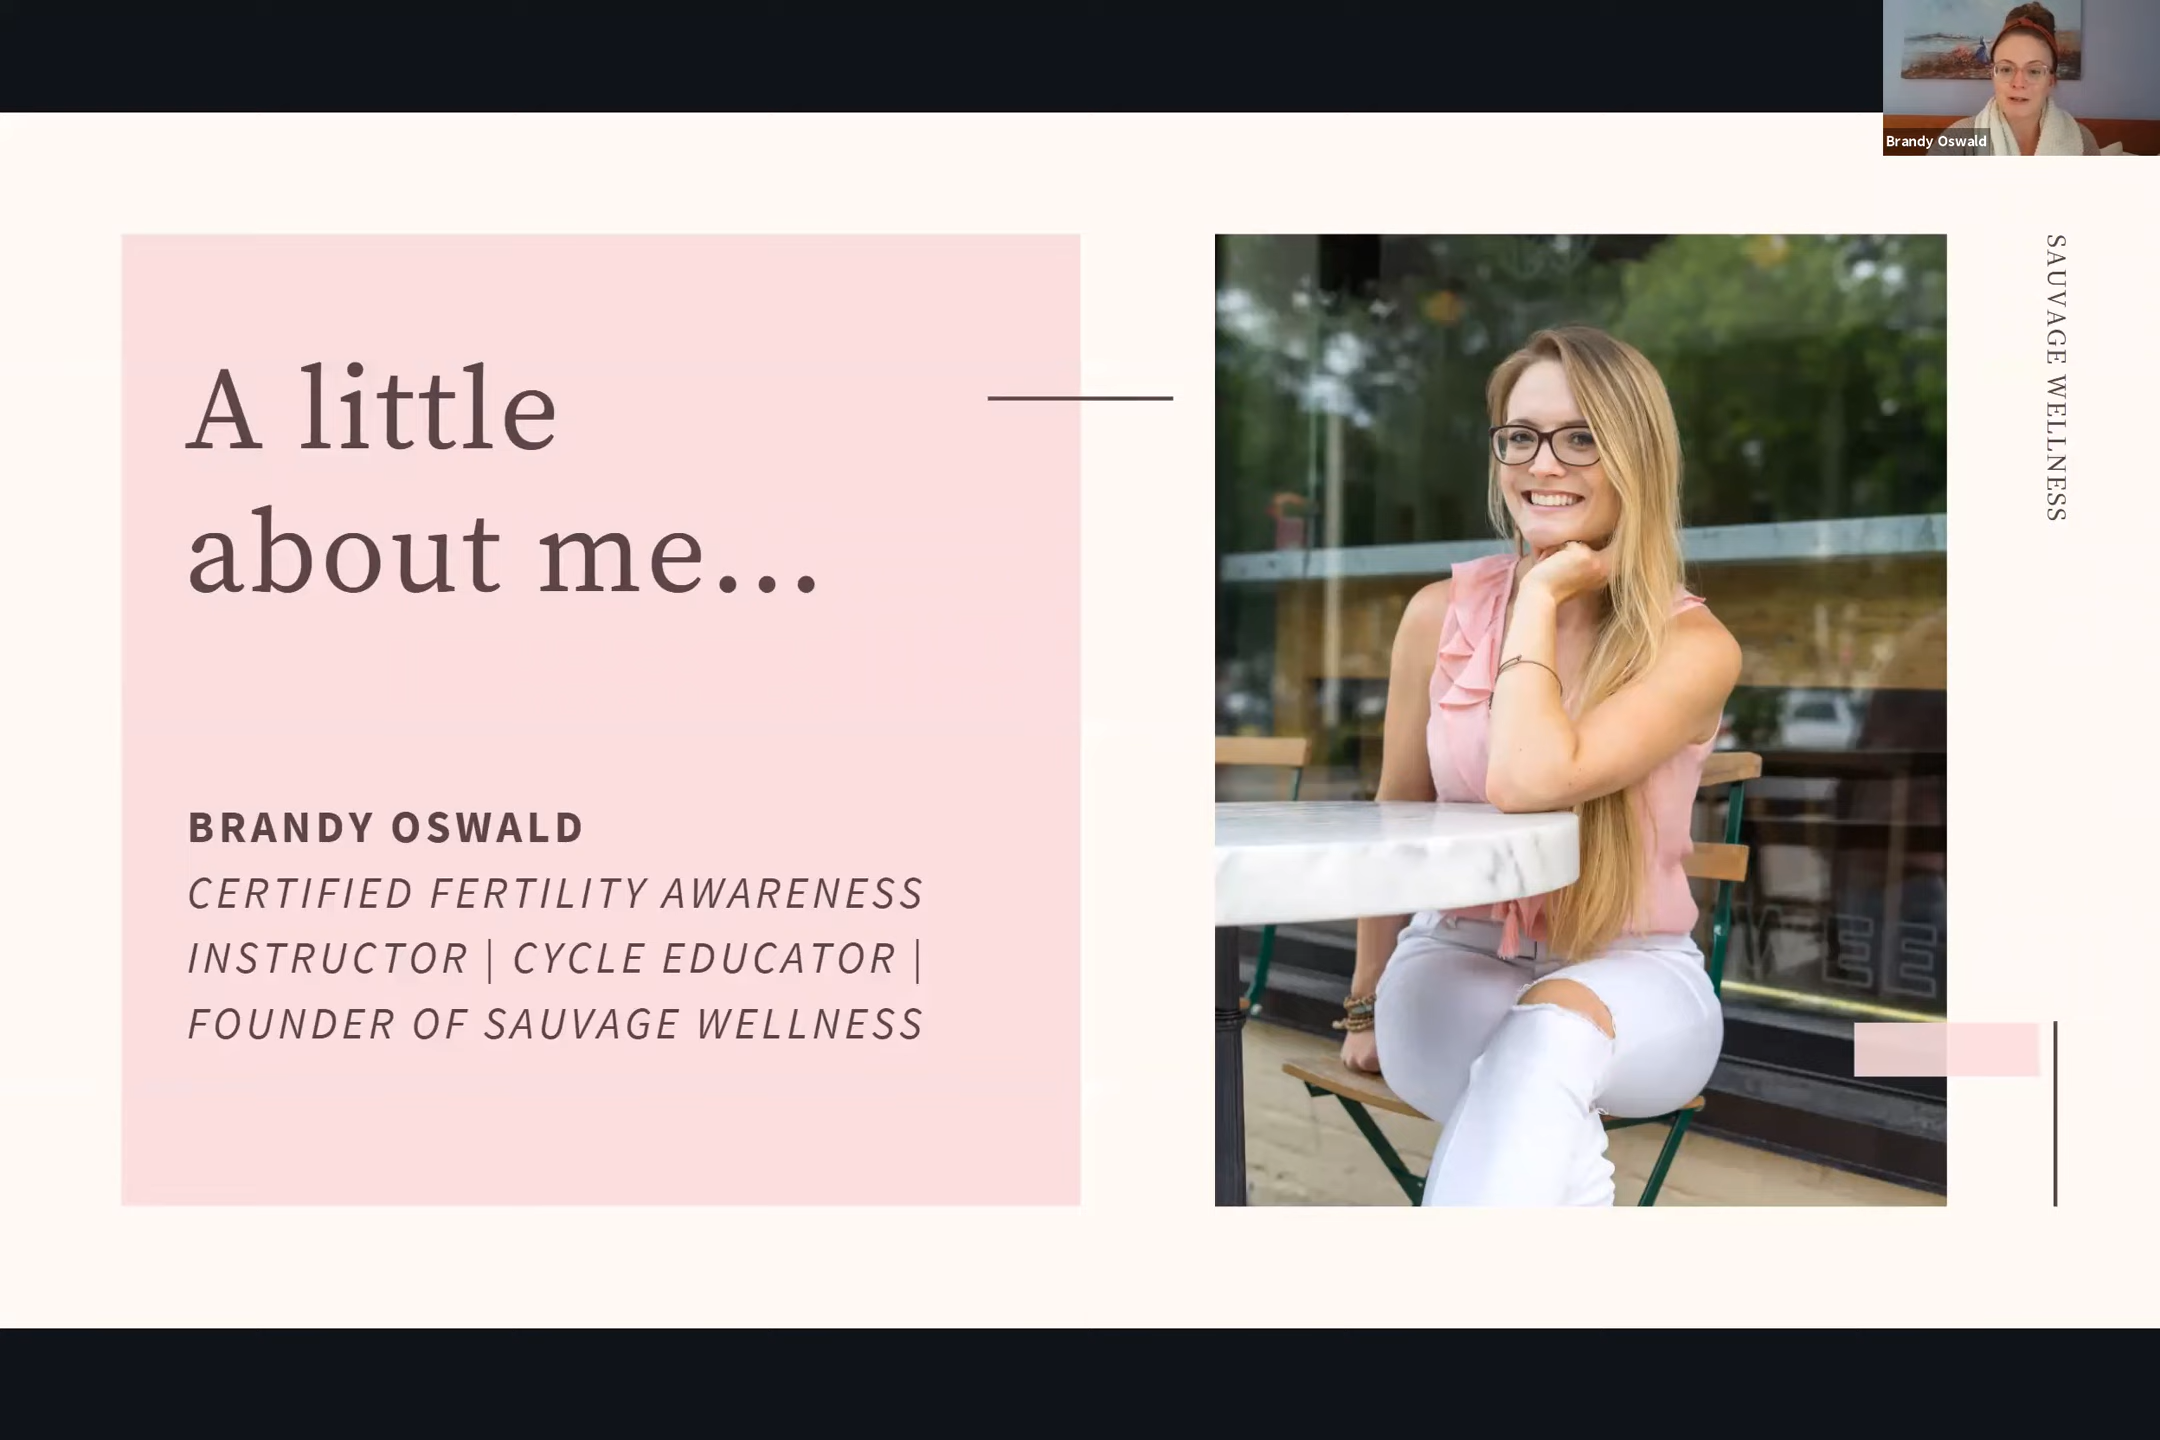 Brandy Oswald
A little
about me...
BRANDY OSWALD
CERTIFIED FERTILITY AWARENESS
INSTRUCTOR | CYCLE EDUCATOR |
FOUNDER OF SAUVAGE WELLNESS
SAUVAGE WELLNESS